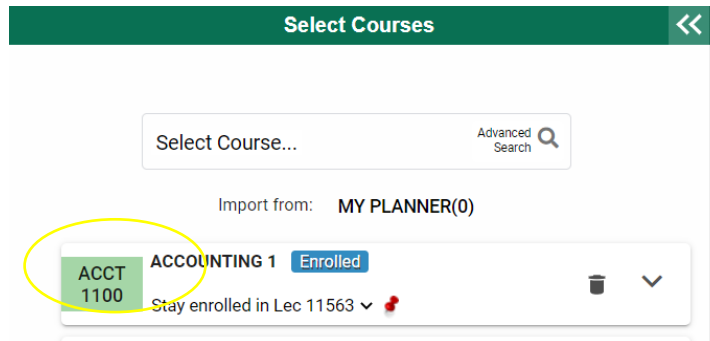 Select Courses
Select Course...
Advanced
Search
Import from: MY PLANNER(0)
ACCT
1100
ACCOUNTING 1 Enrolled
Stay enrolled in Lec 11563